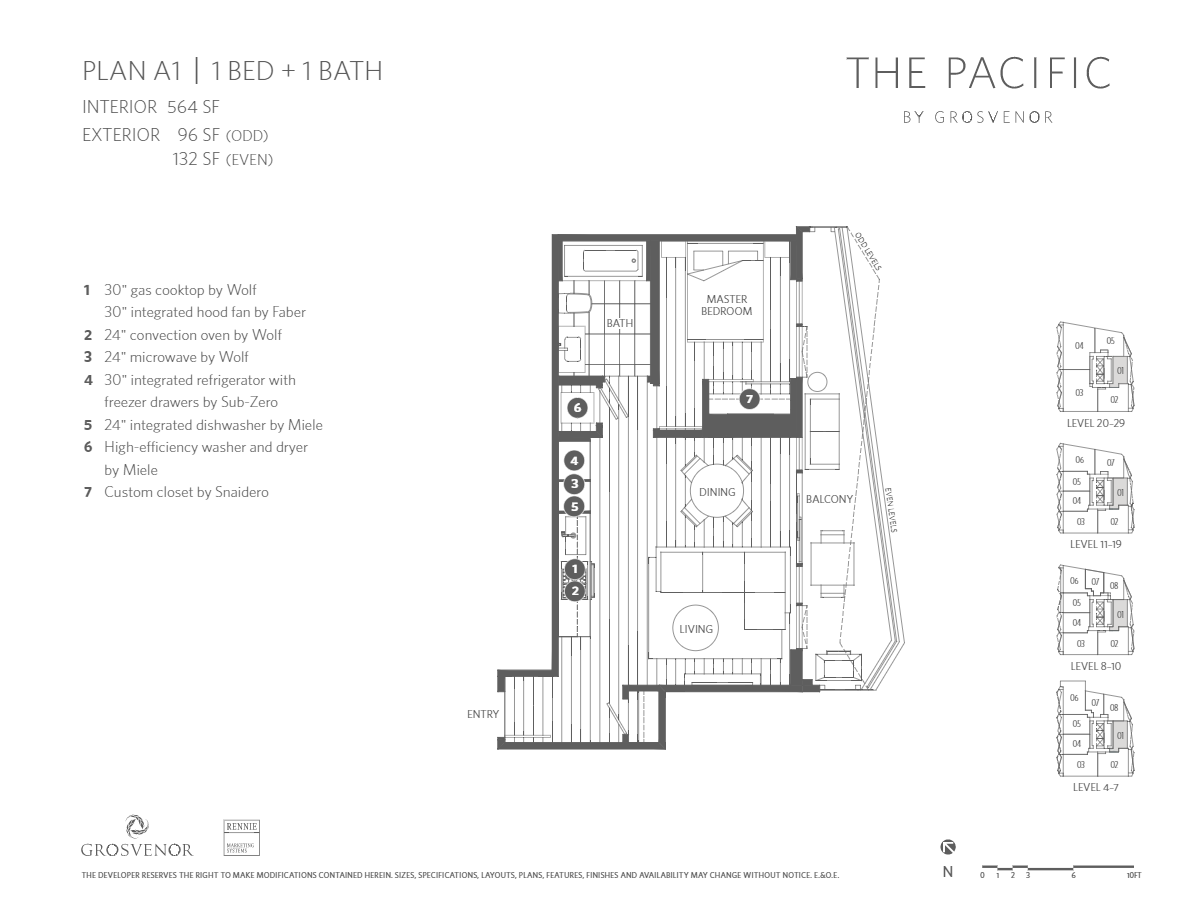 PLAN A1 | 1 BED + 1 BATH
INTERIOR 564 SF
EXTERIOR 96 SF (ODD)
132 SF (EVEN)
THE PACIFIC
BY GROSVENOR
1 30" gas cooktop by Wolf
30" integrated hood fan by Faber
2 24" convection oven by Wolf
3 24" microwave by Wolf
4 30" integrated refrigerator with
freezer drawers by Sub-Zero
5 24" integrated dishwasher by Miele
6 High-efficiency washer and dryer
by Miele
7 Custom closet by Snaidero
ODD LEVELS
MASTER
BEDROOM
BATH
7
6
4
3
5
DINING
BALCONY
EVEN LEVELS
1
2
LIVING
ENTRY
04 05
01
03 02
LEVEL 20-29
06 07
05 01
04
03 02
LEVEL 11-19
06 07 08
05 01
04
03 02
LEVEL 8-10
06 07 08
05 01
04
03 02
LEVEL 4-7
GROSVENOR
RENNIE
MARKETING
SYSTEMS
THE DEVELOPER RESERVES THE RIGHT TO MAKE MODIFICATIONS CONTAINED HEREIN. SIZES, SPECIFICATIONS, LAYOUTS, PLANS, FEATURES, FINISHES AND AVAILABILITY MAY CHANGE WITHOUT NOTICE. E.&O.E.
N
0 1 2 3 6 10FT